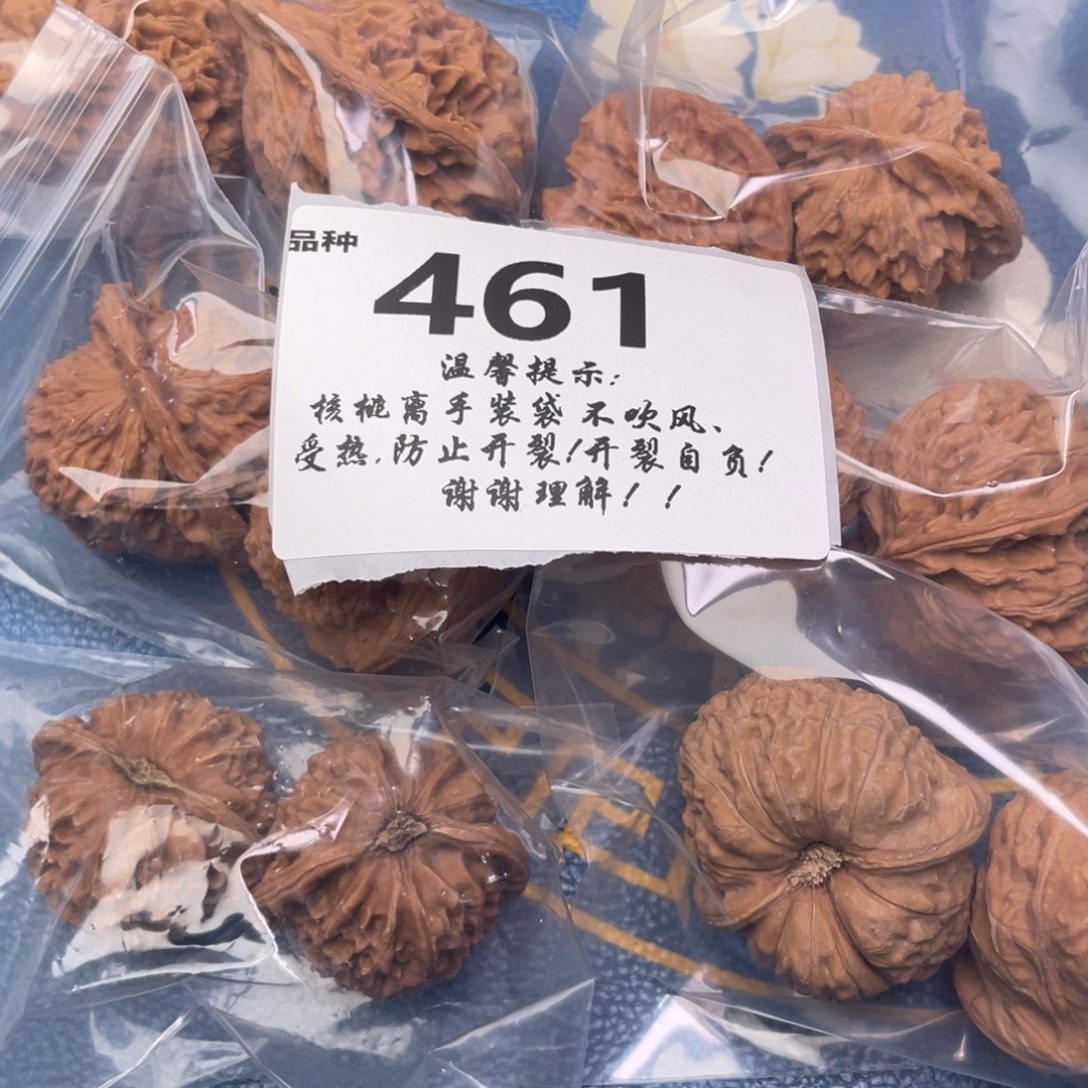 品种
461
温馨提示:
核桃离手装袋不吹风、
受热,防止开裂!开裂自负!
谢谢理解!!